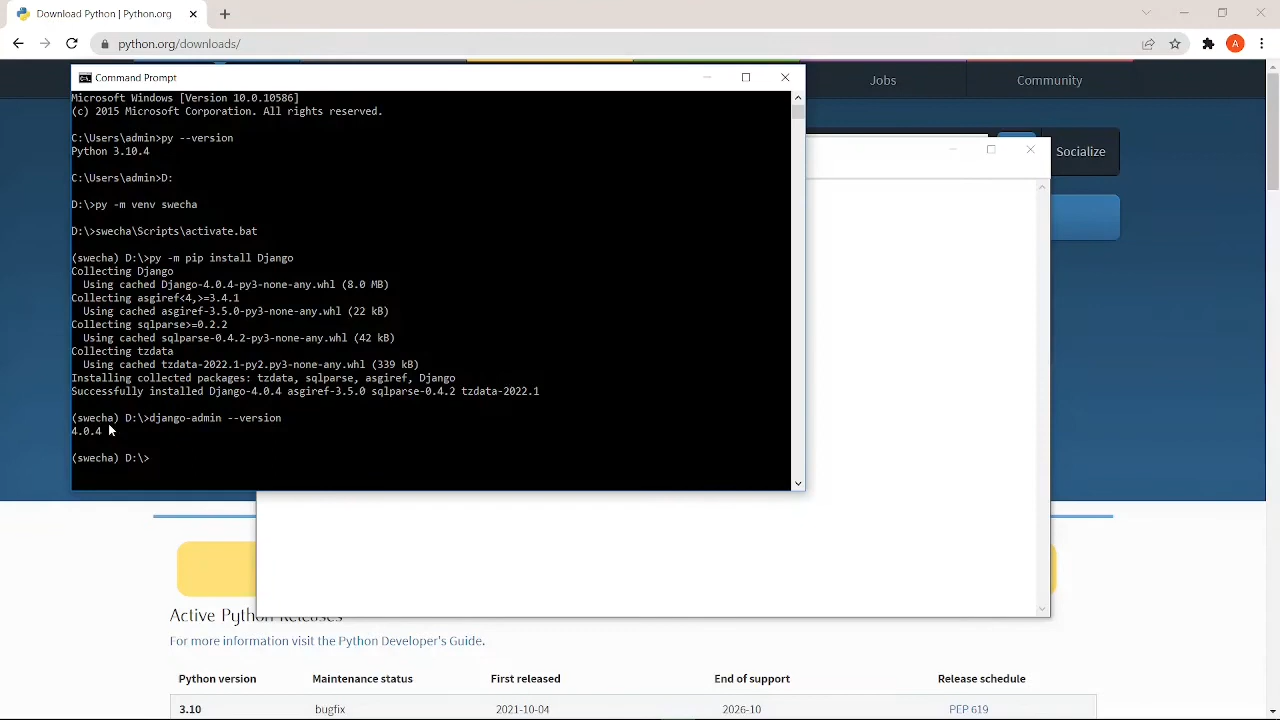 Download Python | Python.org
python.org/downloads/
A
Jobs
Community
Socialize
Command Prompt
Microsoft Windows [Version 10.0.10586]
(c) 2015 Microsoft Corporation. All rights reserved.
C:\Users\admin>py --version
Python 3.10.4
C:\Users\admin>D:
D:\>py -m venv swecha
D:\>swecha\Scripts\activate.bat
(swecha) D:\>py -m pip install Django
Collecting Django
Using cached Django-4.0.4-py3-none-any.whl (8.0 MB)
Collecting asgiref<4,>=3.4.1
Using cached asgiref-3.5.0-py3-none-any.whl (22 kB)
Collecting sqlparse>=0.2.2
Using cached sqlparse-0.4.2-py3-none-any.whl (42 kB)
Collecting tzdata
Using cached tzdata-2022.1-py2.py3-none-any.whl (339 kB)
Installing collected packages: tzdata, sqlparse, asgiref, Django
Successfully installed Django-4.0.4 asgiref-3.5.0 sqlparse-0.4.2 tzdata-2022.1
(swecha) D:\>django-admin --version
4.0.4
(swecha) D:\>
Active Python Releases
For more information visit the Python Developer's Guide.
Python version Maintenance status First released End of support Release schedule
3.10 bugfix 2021-10-04 2026-10 PEP 619